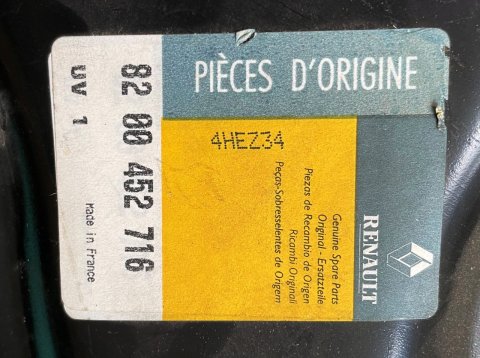 PIÈCES D'ORIGINE
4HEZ34
RENAULT
Genuine Spare Parts
Original - Ersatzteile
Piezas de Recambio de Origen
Ricambi Originali
Peças-Sobresselentes de Origem
82 00 452 716
UV 1
Made in France